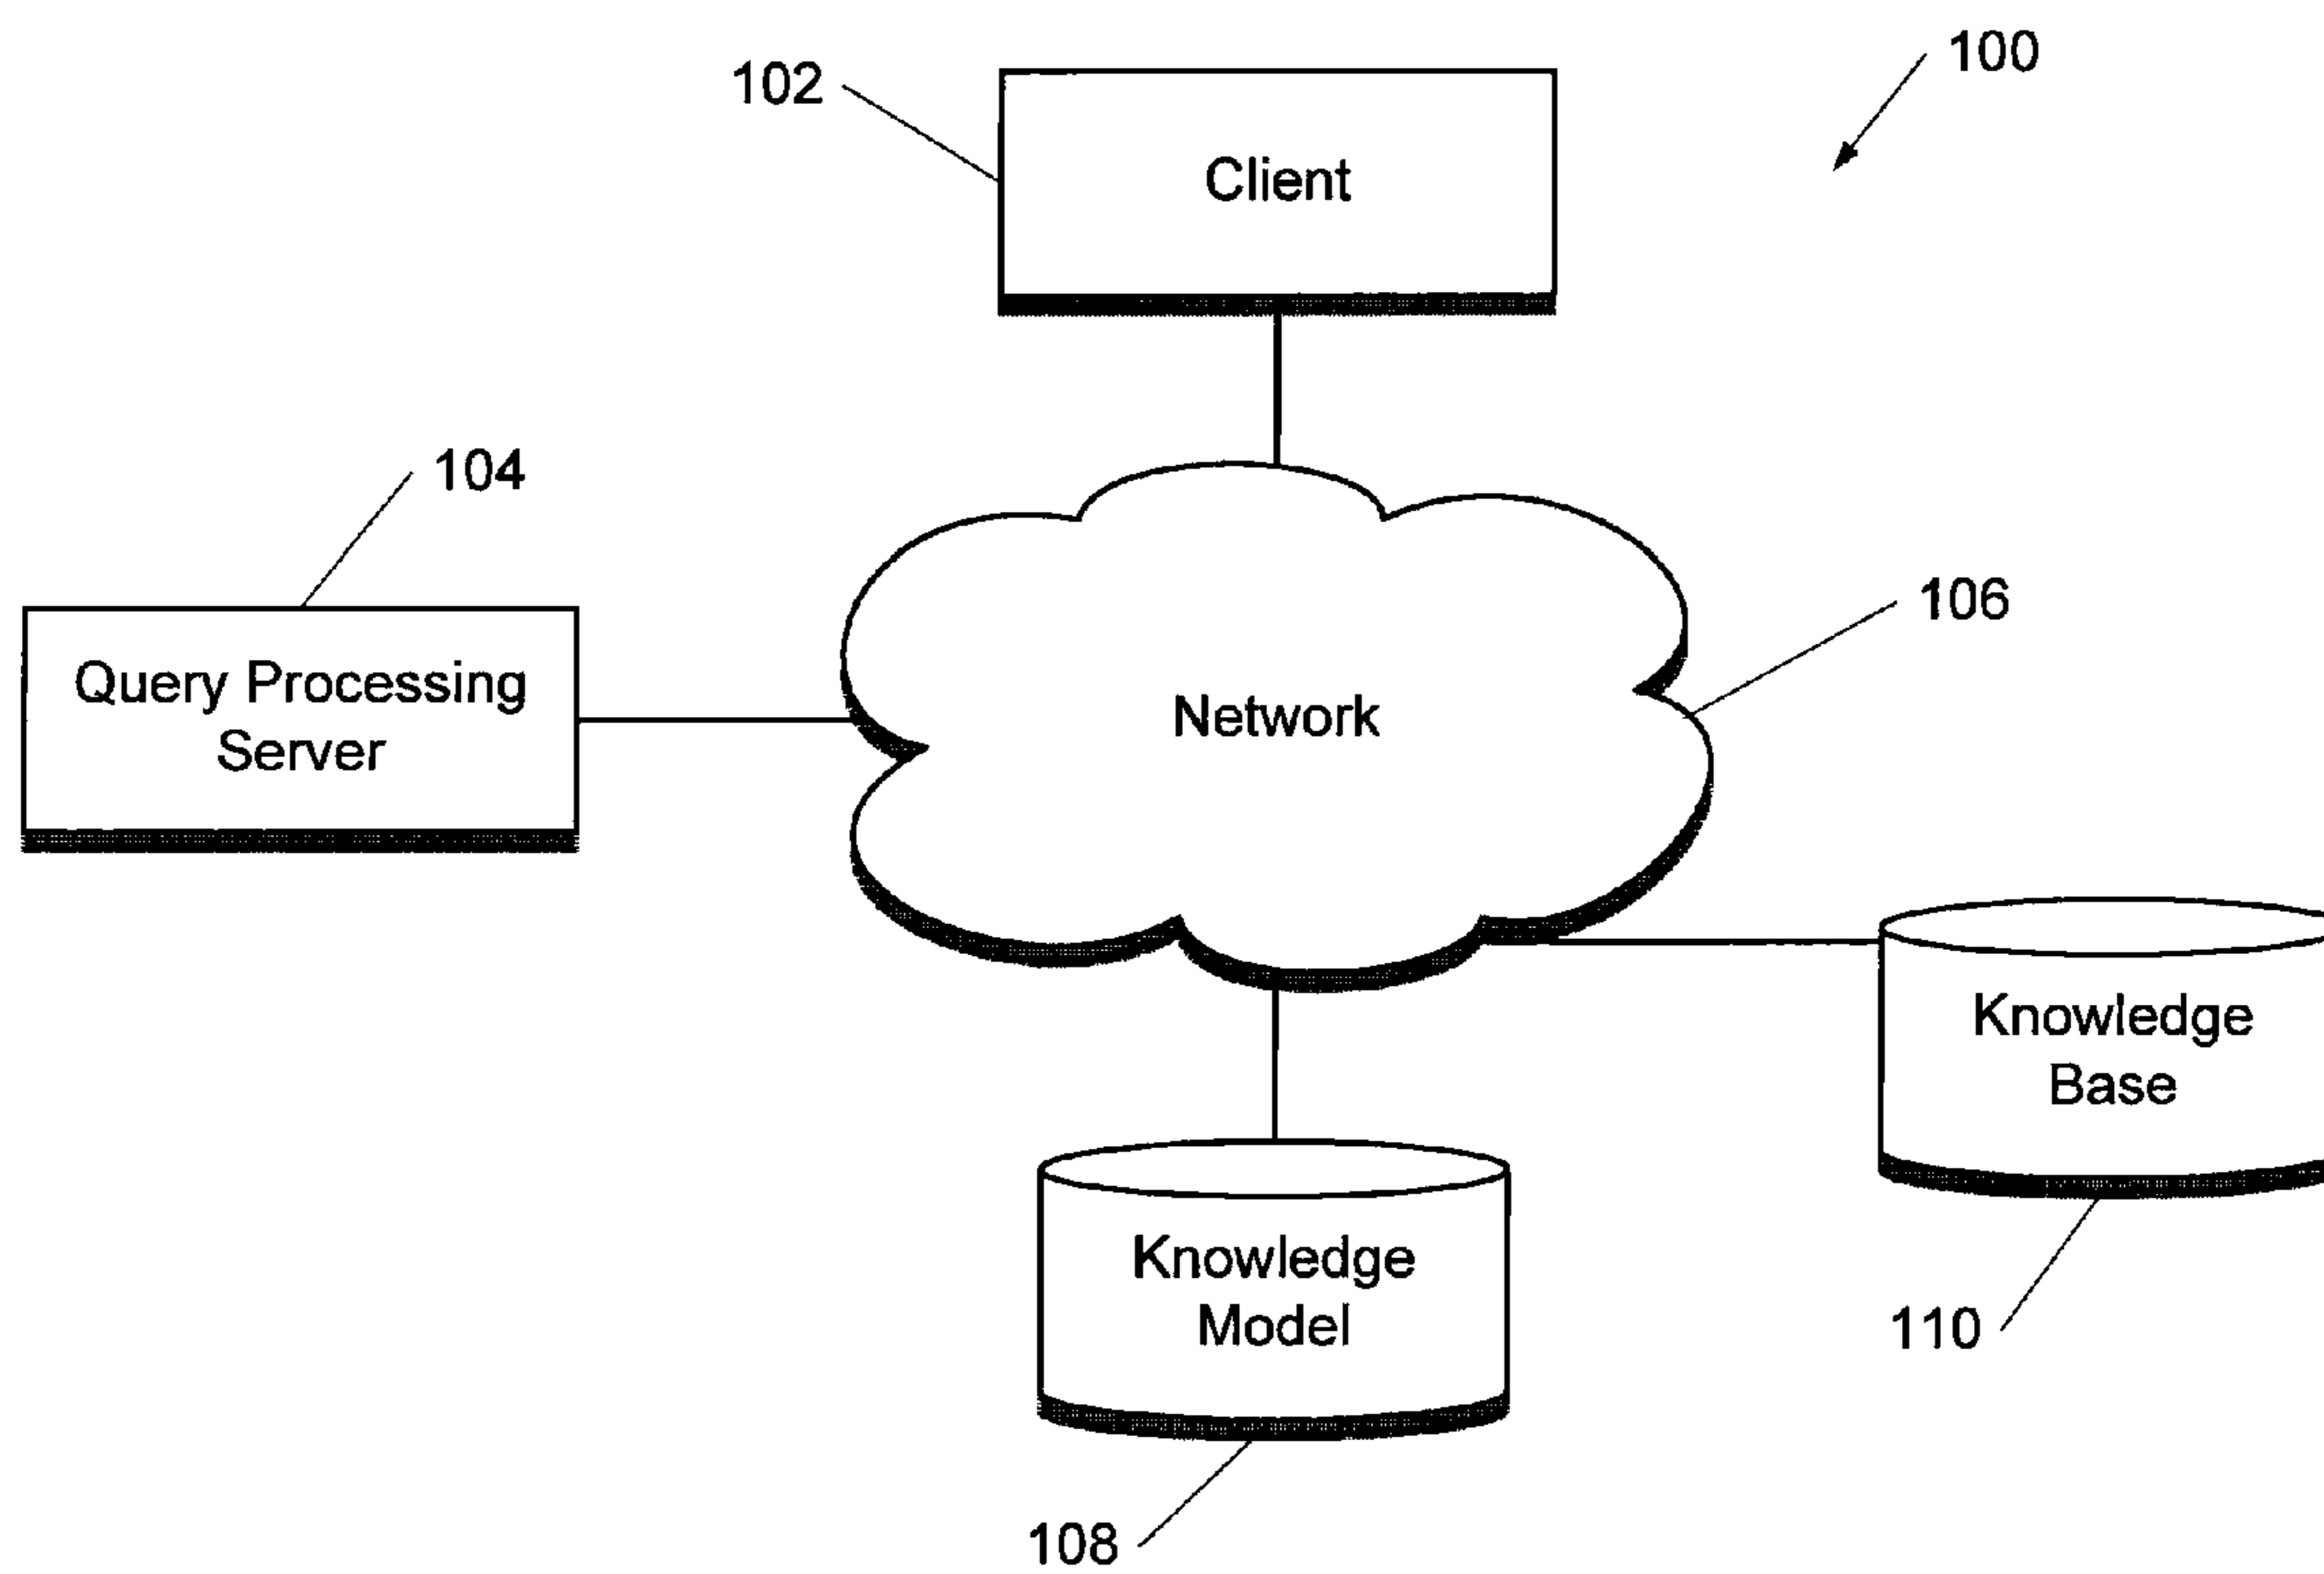 100
102
Client
104
106
Query Processing
Server
Network
Knowledge
Base
Knowledge
Model
110
108